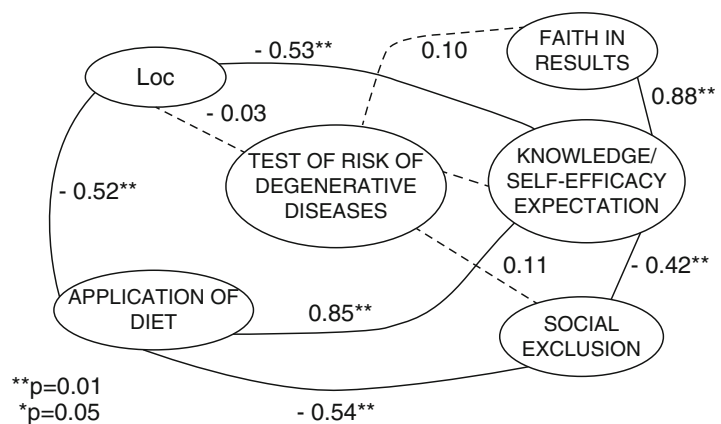 - 0.53**
0.10
FAITH IN
RESULTS
Loc
0.88**
- 0.03
TEST OF RISK OF
DEGENERATIVE
DISEASES
KNOWLEDGE/
SELF-EFFICACY
EXPECTATION
- 0.52**
0.11
- 0.42**
APPLICATION OF
DIET
0.85**
SOCIAL
EXCLUSION
**p=0.01
*p=0.05
- 0.54**